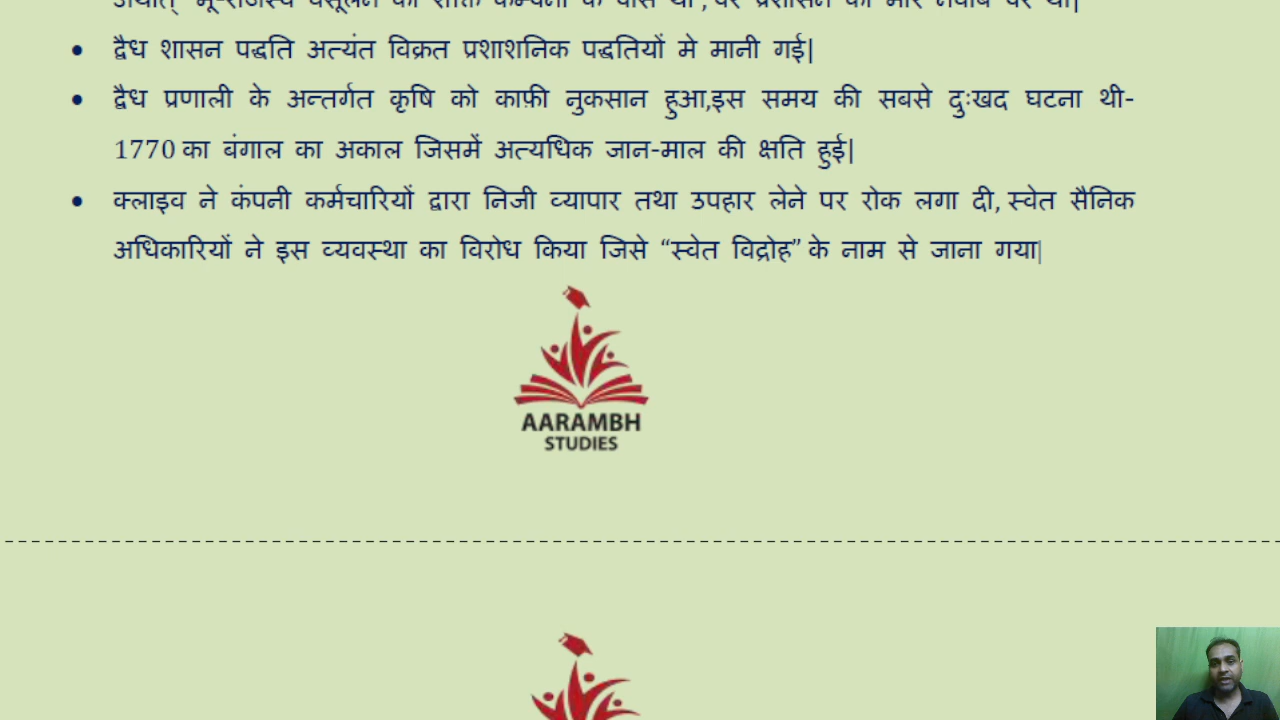 द्वैध शासन पद्धति अत्यंत विक्रत प्रशाशनिक पद्धतियों मे मानी गई|
द्वैध प्रणाली के अन्तर्गत कृषि को काफ़ी नुकसान हुआ,इस समय की सबसे दुःखद घटना थी-
1770 का बंगाल का अकाल जिसमें अत्यधिक जान-माल की क्षति हुई|
क्लाइव ने कंपनी कर्मचारियों द्वारा निजी व्यापार तथा उपहार लेने पर रोक लगा दी, स्वेत सैनिक
अधिकारियों ने इस व्यवस्था का विरोध किया जिसे “स्वेत विद्रोह” के नाम से जाना गया|
AARAMBH
STUDIES